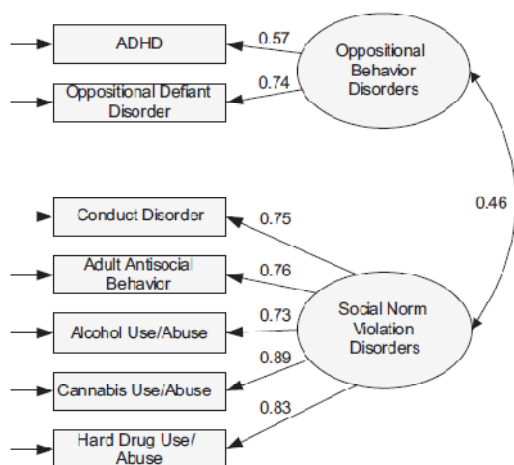 ADHD
0.57
Oppositional
Behavior
Disorders
Oppositional Defiant
Disorder
0.74
0.46
Conduct Disorder
0.75
Adult Antisocial
Behavior
0.76
Social Norm
Violation
Disorders
Alcohol Use/Abuse
0.73
Cannabis Use/Abuse
0.89
Hard Drug Use/
Abuse
0.83